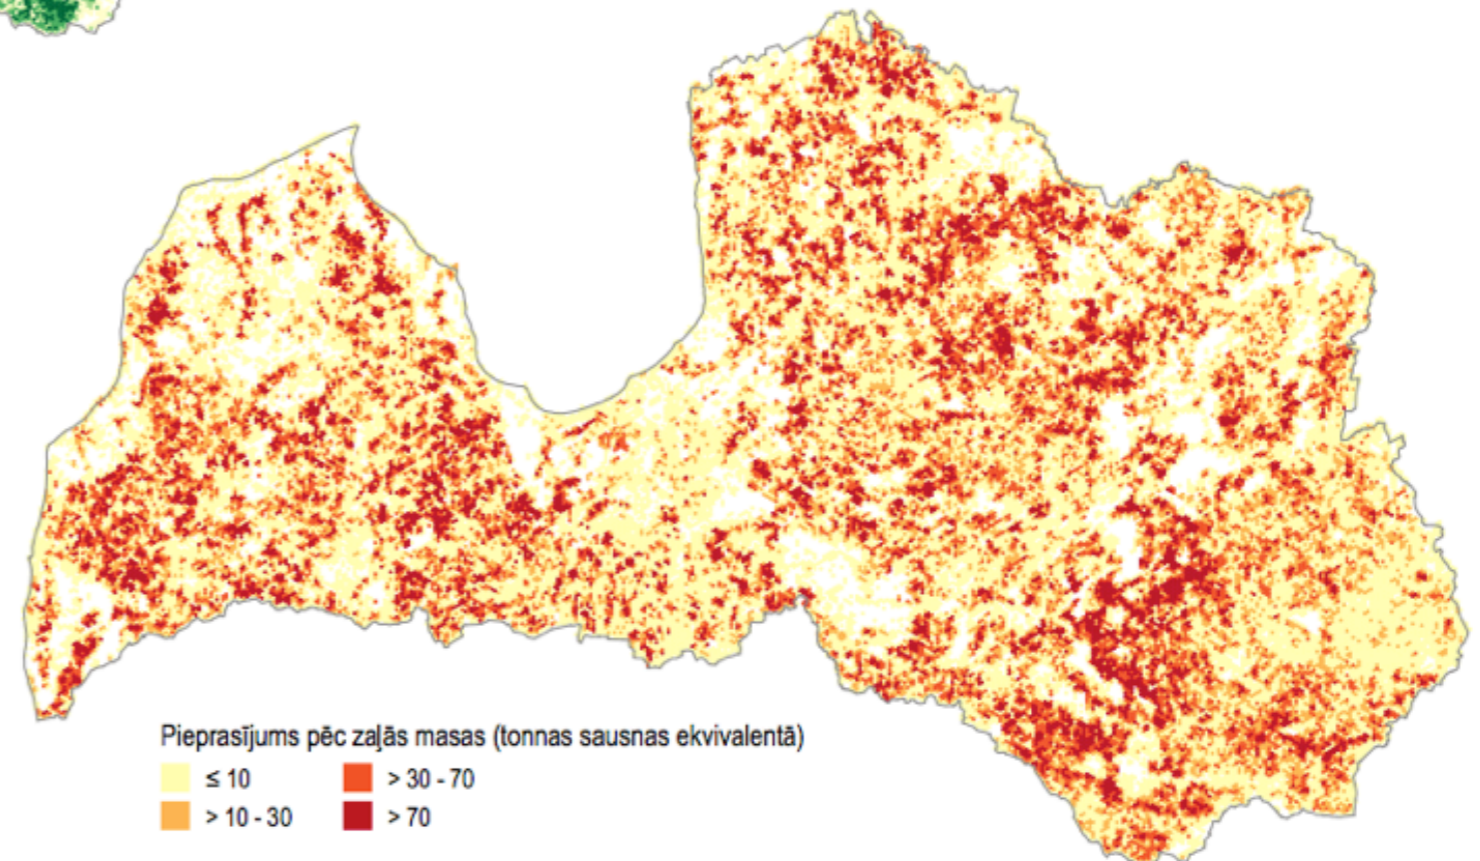 Pieprasījums pēc zaļās masas (tonnas sausnas ekvivalentā)
≤ 10 > 30 - 70
> 10 - 30 > 70